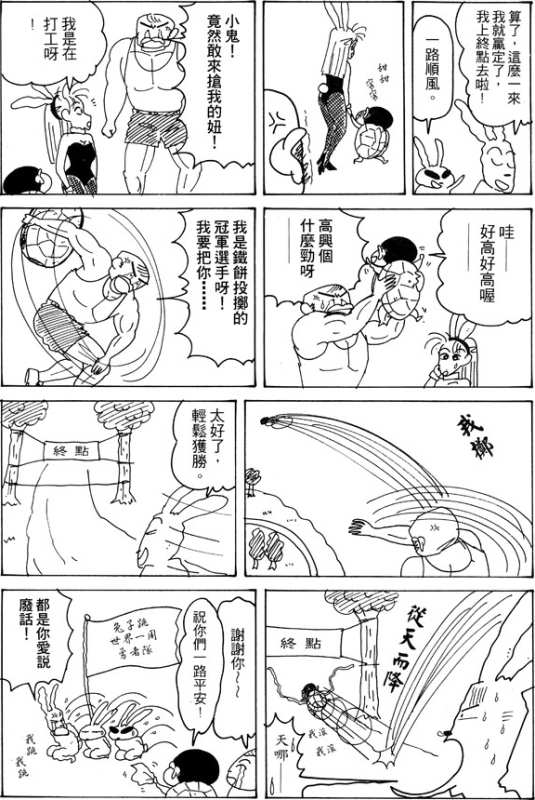 算了，這麼一來
我就贏定了，
我上終點去啦！
一路順風。
甜甜
蜜蜜
小鬼！
竟然敢來搶我的妞！
我是在
打工呀！
哇——
好高好高喔——
高興個
什麼勁呀——
我是鐵餅投擲的
冠軍選手呀！
我要把你……
我擲
太好了，
輕鬆獲勝。
終點
從天而降
終點
我滾
我滾
天哪——
謝謝你～～
祝你們一路平安！
兔子跳
世界一周
勇者隊
都是你愛說
廢話！
我跳
我跳